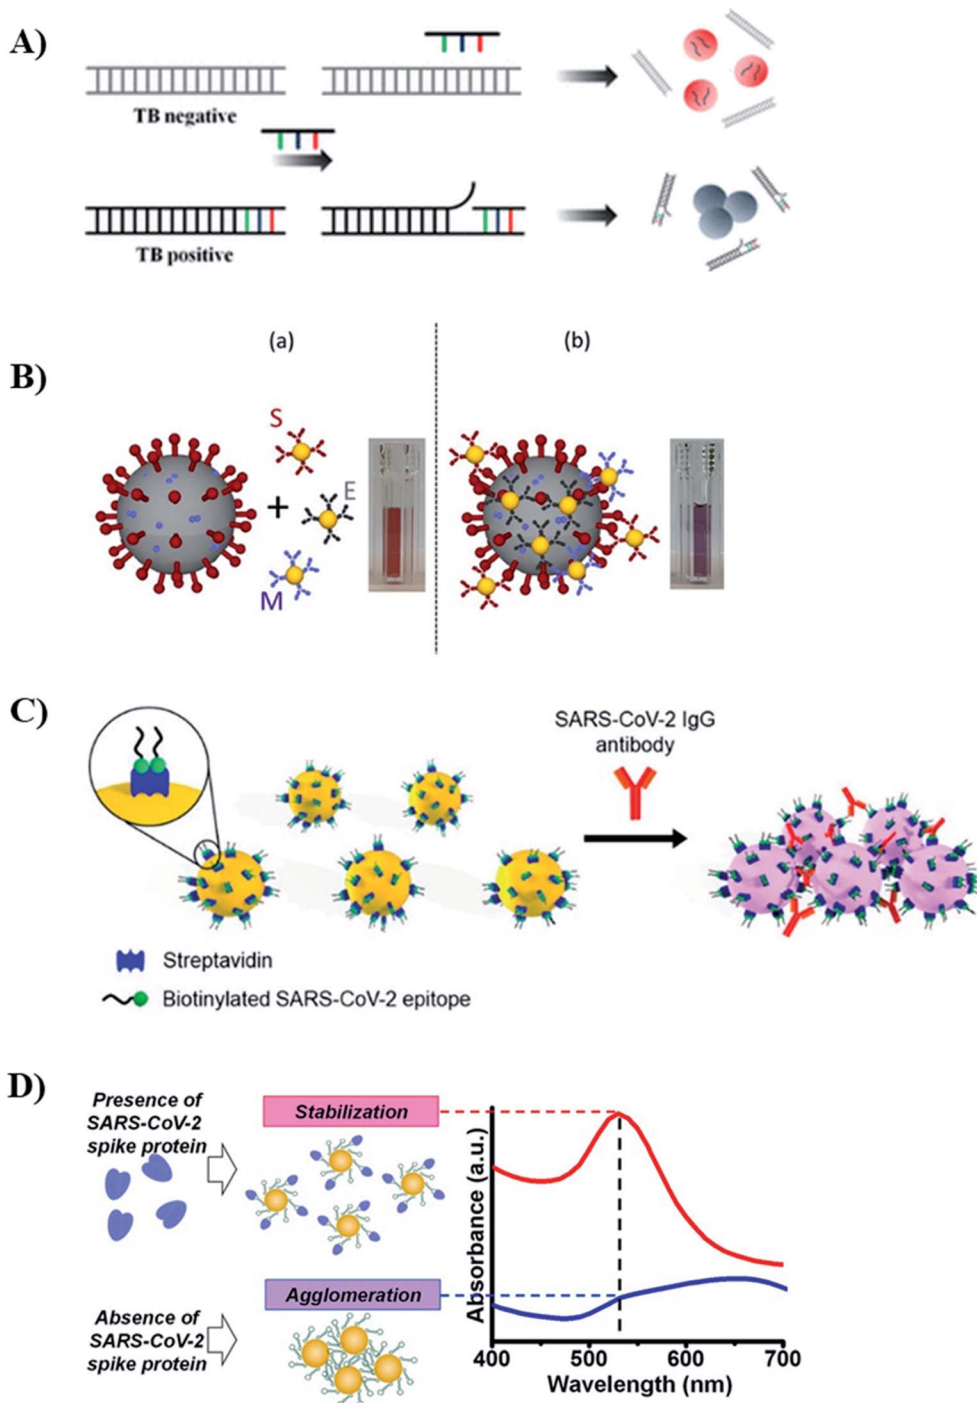 A)
TB negative
TB positive
B)
(a)
(b)
S
+
E
M
C)
SARS-CoV-2 IgG
antibody
Streptavidin
Biotinylated SARS-CoV-2 epitope
D)
Presence of
SARS-CoV-2
spike protein
Stabilization
Absence of
SARS-CoV-2
spike protein
Agglomeration
Absorbance (a.u.)
400
500
600
700
Wavelength (nm)